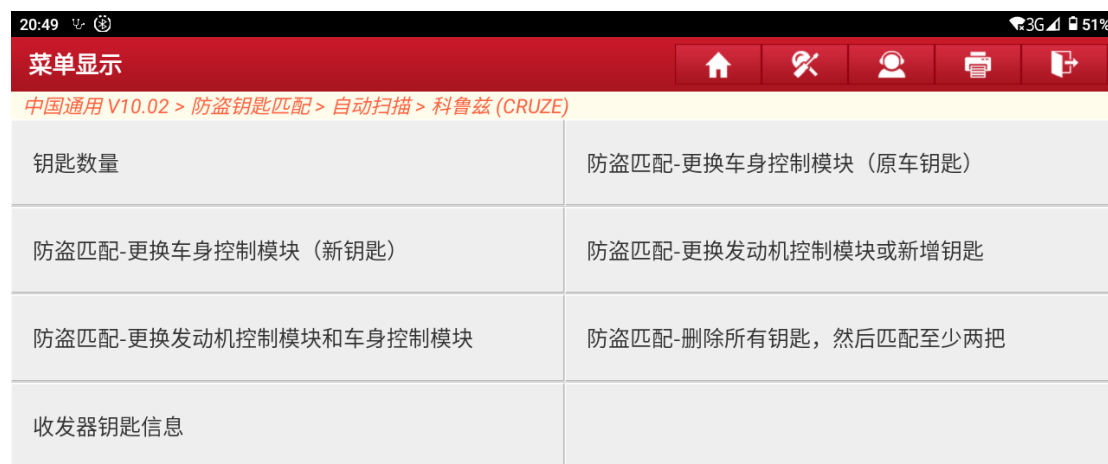 20:49 3G 51%
菜单显示
中国通用 V10.02 > 防盗钥匙匹配 > 自动扫描 > 科鲁兹 (CRUZE)
钥匙数量
防盗匹配-更换车身控制模块（原车钥匙）
防盗匹配-更换车身控制模块（新钥匙）
防盗匹配-更换发动机控制模块或新增钥匙
防盗匹配-更换发动机控制模块和车身控制模块
防盗匹配-删除所有钥匙，然后匹配至少两把
收发器钥匙信息